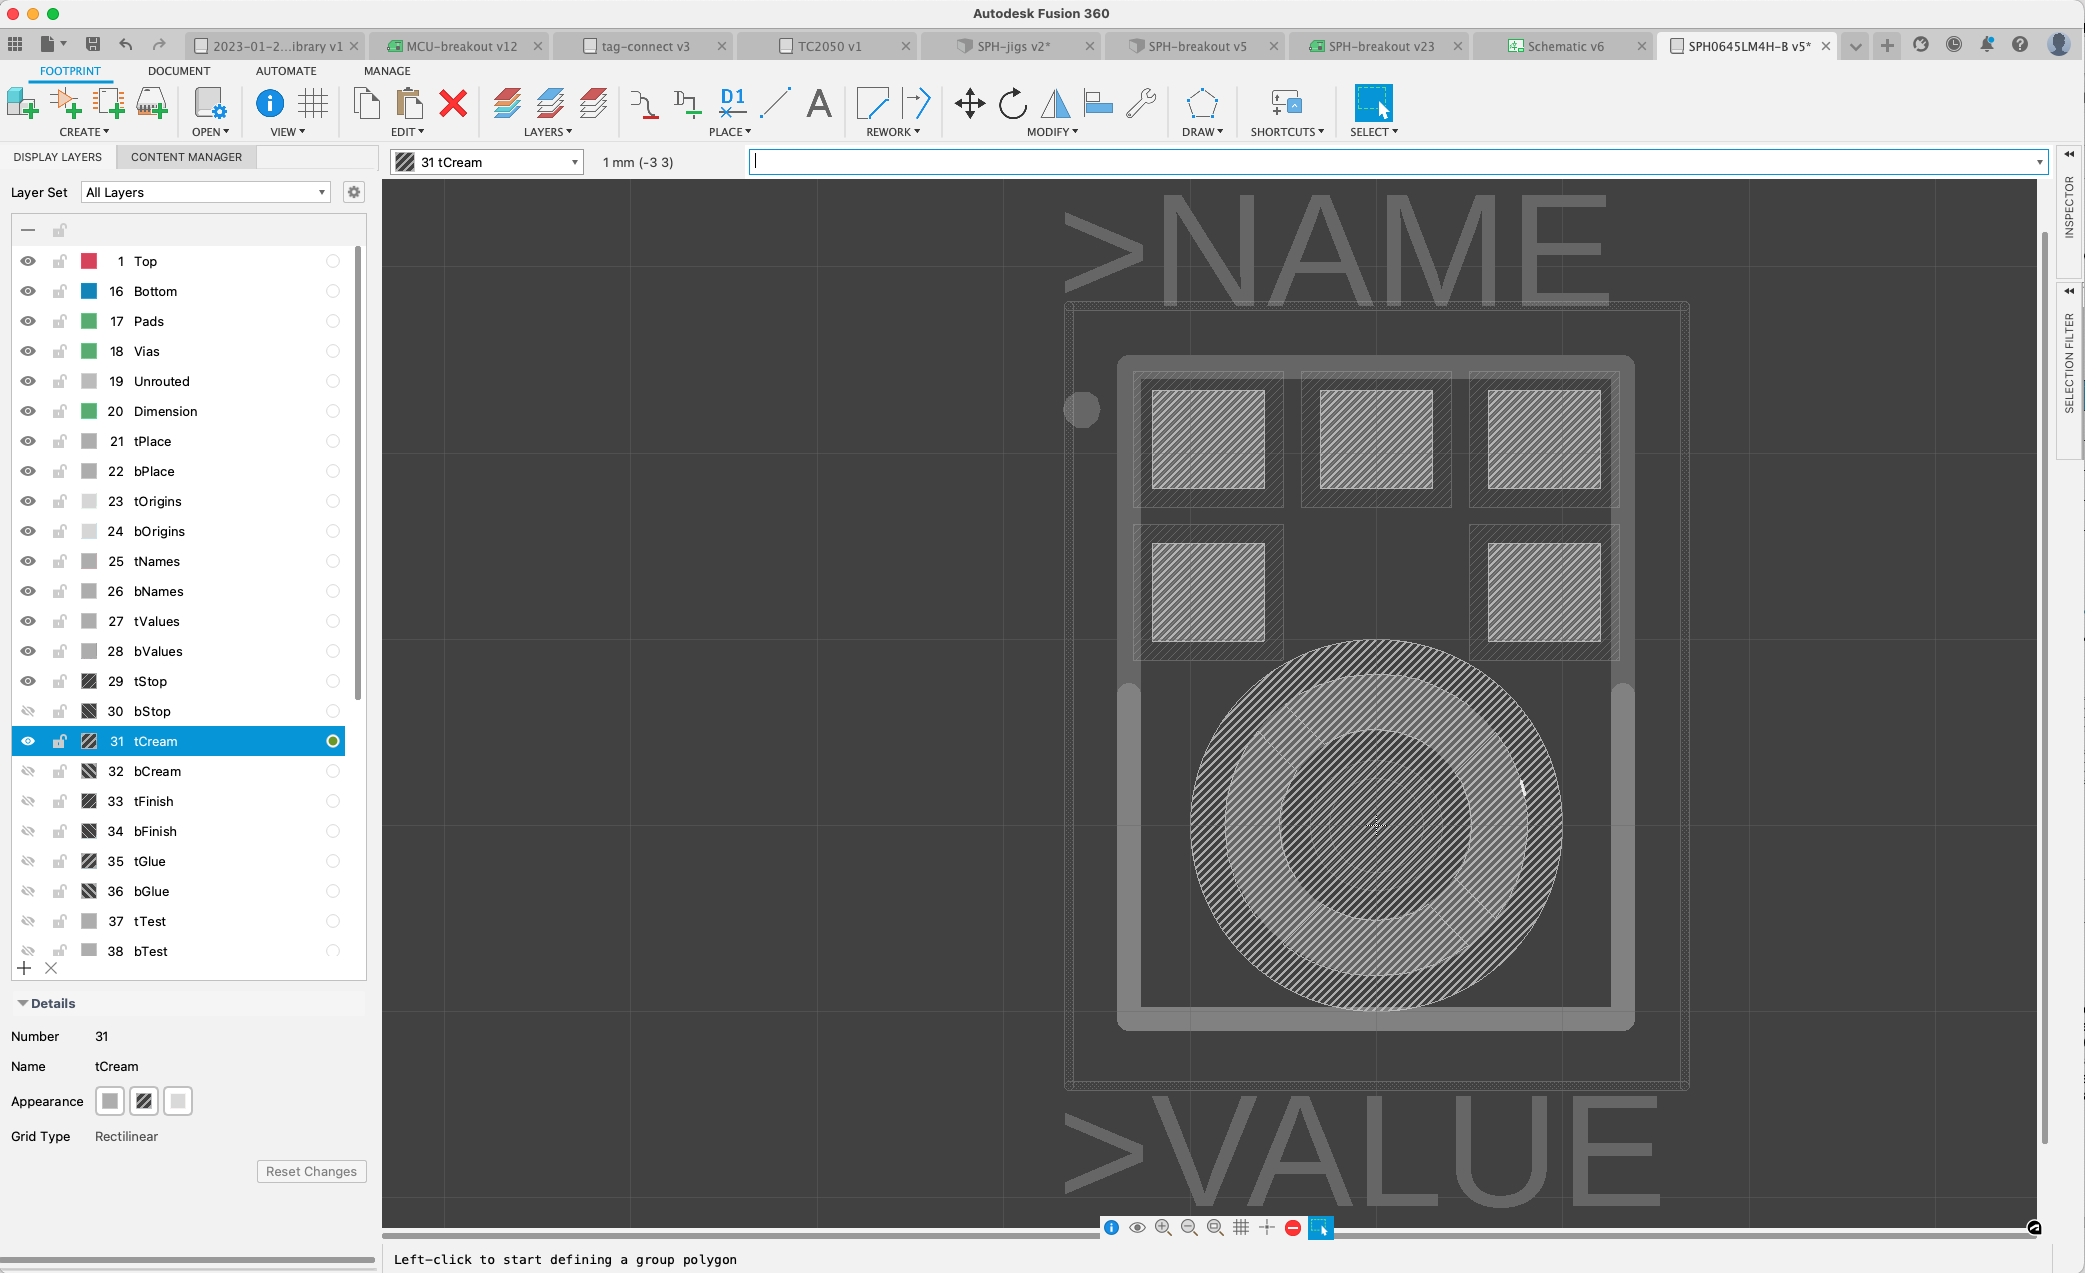 Autodesk Fusion 360
2023-01-2...ibrary v1
MCU-breakout v12
tag-connect v3
TC2050 v1
SPH-jigs v2*
SPH-breakout v5
SPH-breakout v23
Schematic v6
SPH0645LM4H-B v5*
FOOTPRINT
DOCUMENT
AUTOMATE
MANAGE
D1
CREATE
OPEN
VIEW
EDIT
LAYERS
PLACE
REWORK
MODIFY
DRAW
SHORTCUTS
SELECT
DISPLAY LAYERS
CONTENT MANAGER
31 tCream
1 mm (-3 3)
Layer Set
All Layers
1 Top
16 Bottom
17 Pads
18 Vias
19 Unrouted
20 Dimension
21 tPlace
22 bPlace
23 tOrigins
24 bOrigins
25 tNames
26 bNames
27 tValues
28 bValues
29 tStop
30 bStop
31 tCream
32 bCream
33 tFinish
34 bFinish
35 tGlue
36 bGlue
37 tTest
38 bTest
Details
Number 31
Name tCream
Appearance
Grid Type Rectilinear
Reset Changes
>NAME
>VALUE
INSPECTOR
SELECTION FILTER
Left-click to start defining a group polygon